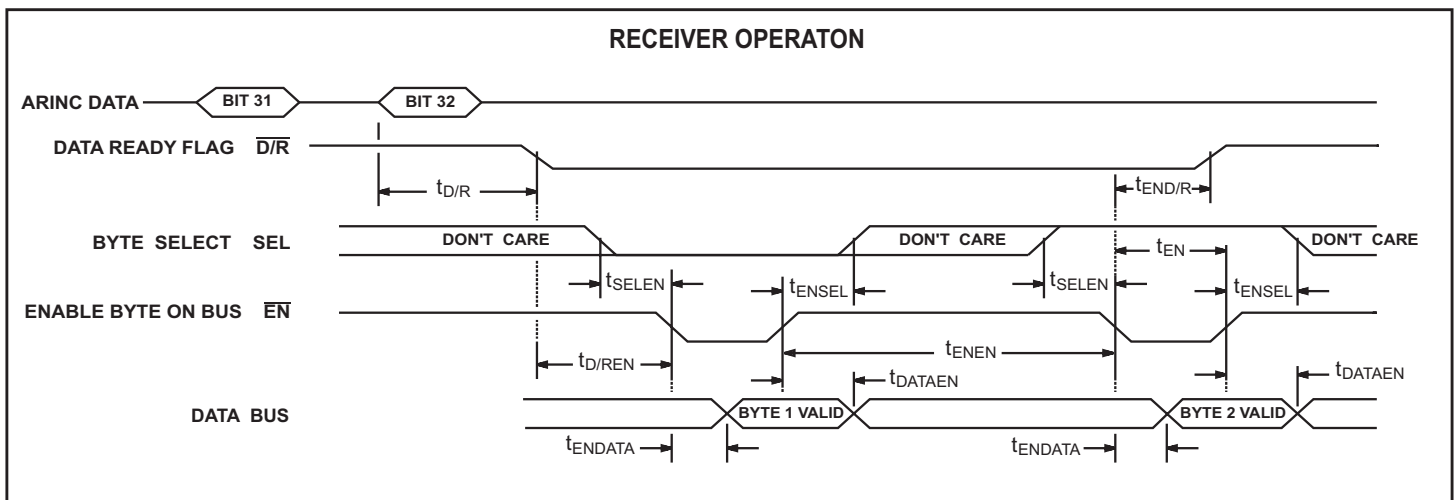 RECEIVER OPERATON
ARINC DATA BIT 31 BIT 32
DATA READY FLAG D/R
tD/R tEND/R
BYTE SELECT SEL DON'T CARE DON'T CARE DON'T CARE
tEN
tSELEN tENSEL tSELEN tENSEL
ENABLE BYTE ON BUS EN
tD/REN tENEN
tDATAEN tDATAEN
DATA BUS BYTE 1 VALID BYTE 2 VALID
tENDATA tENDATA